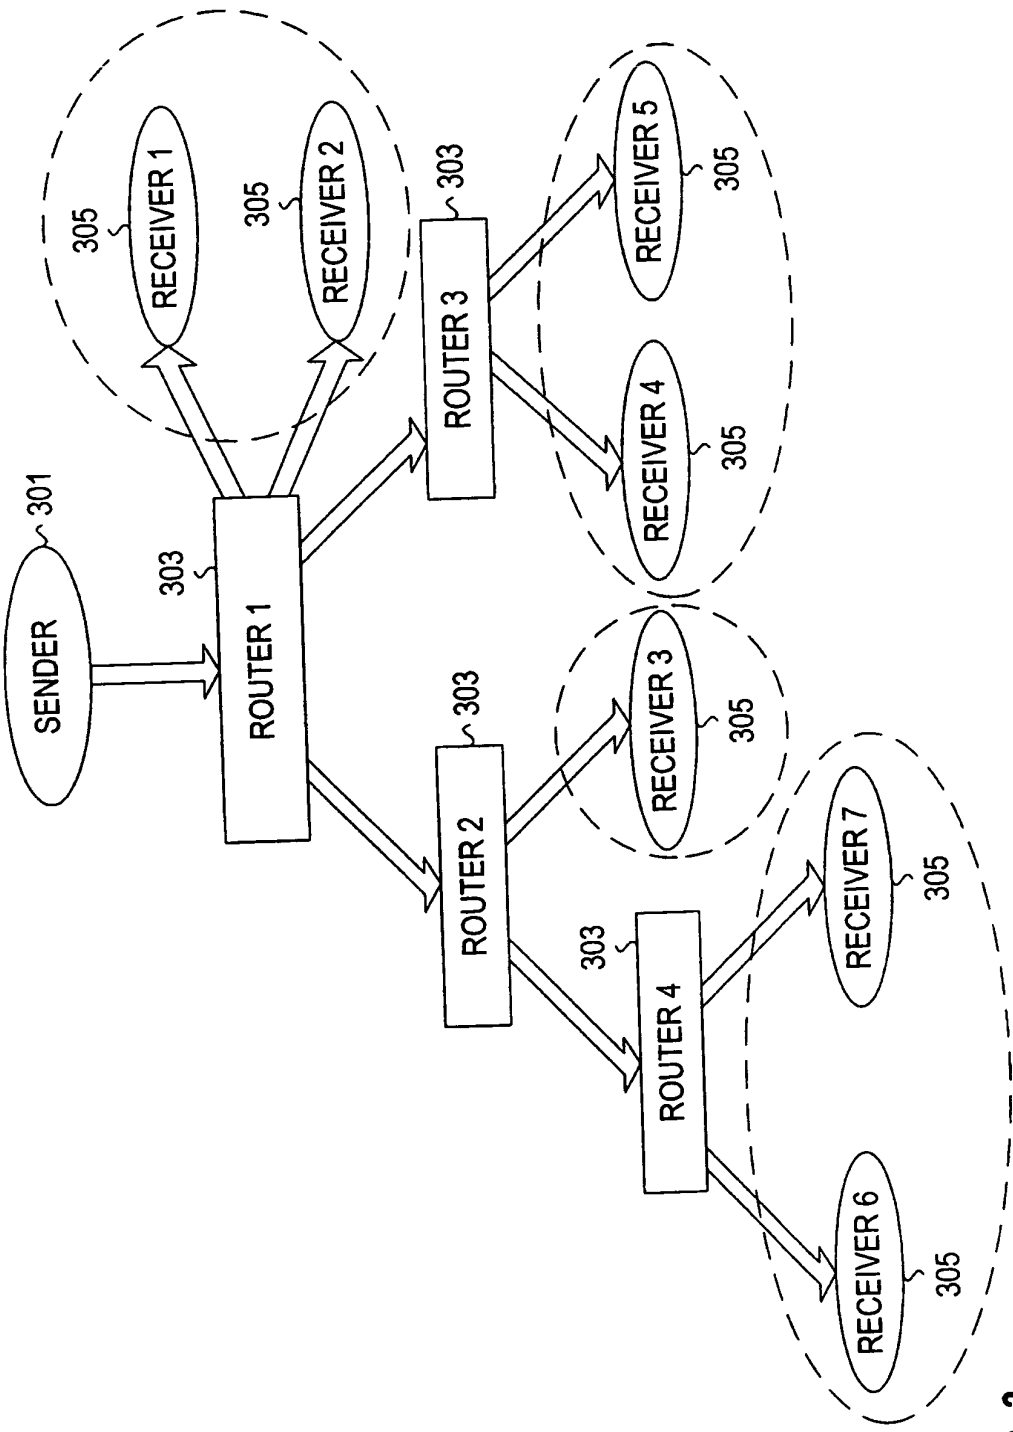 SENDER
301
303
ROUTER 1
305
RECEIVER 1
305
RECEIVER 2
303
ROUTER 2
303
ROUTER 3
RECEIVER 3
305
RECEIVER 4
305
RECEIVER 5
305
303
ROUTER 4
RECEIVER 6
305
RECEIVER 7
305